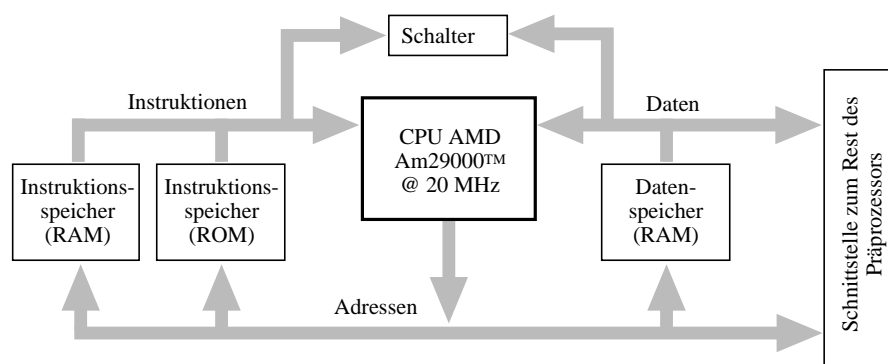 Schalter
Instruktionen
Daten
CPU AMD
Am29000™
@ 20 MHz
Instruktions-
speicher
(RAM)
Instruktions-
speicher
(ROM)
Daten-
speicher
(RAM)
Adressen
Schnittstelle zum Rest des
Präprozessors